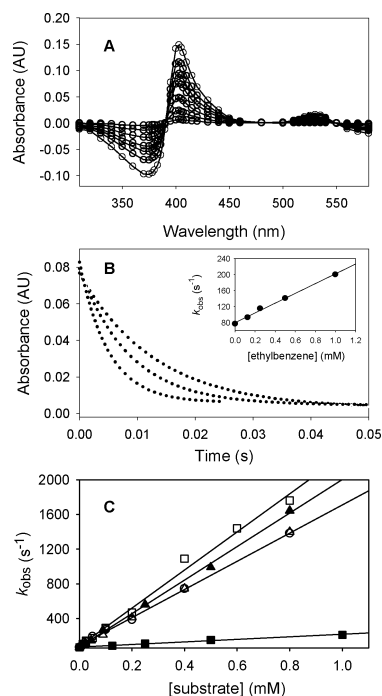 A
Absorbance (AU)
0.20
0.15
0.10
0.05
0.00
-0.05
-0.10
350 400 450 500 550
Wavelength (nm)
B
Absorbance (AU)
0.08
0.06
0.04
0.02
0.00
0.00 0.01 0.02 0.03 0.04 0.05
Time (s)
kobs (s-1)
240
200
160
120
80
0.0 0.2 0.4 0.6 0.8 1.0 1.2
[ethylbenzene] (mM)
C
kobs (s-1)
2000
1600
1200
800
400
0.0 0.2 0.4 0.6 0.8 1.0
[substrate] (mM)